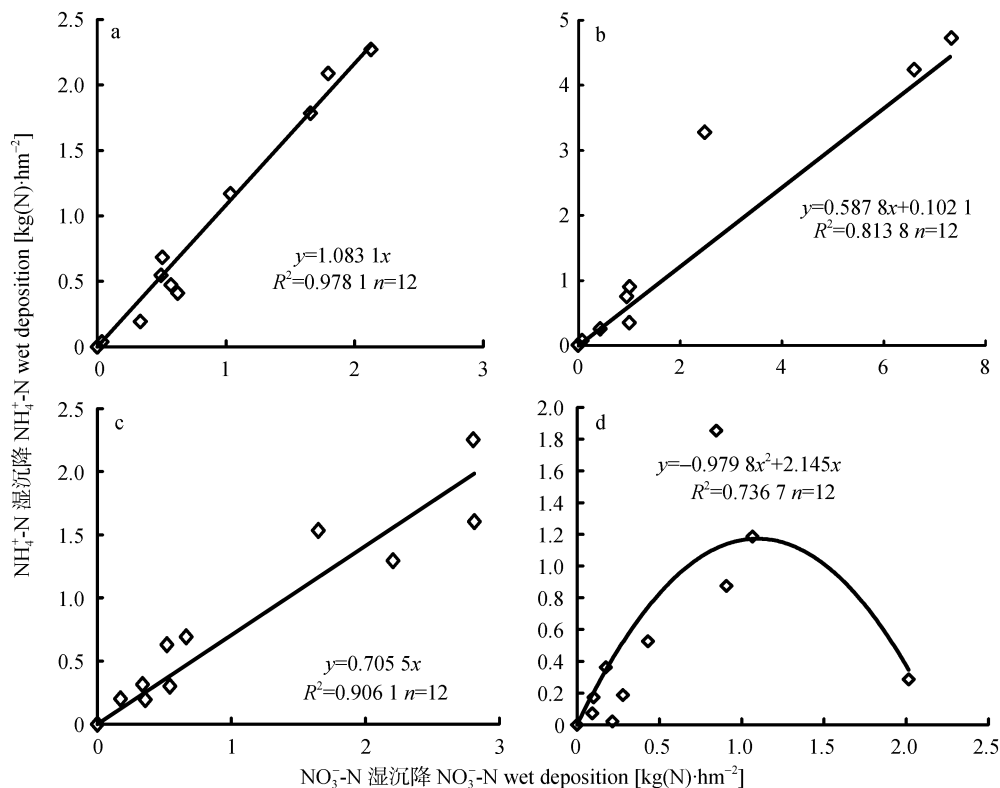 NH₄⁺-N 湿沉降 NH₄⁺-N wet deposition [kg(N)·hm⁻²]
a
2.5
2.0
1.5
1.0
0.5
0
y=1.083 1x
R²=0.978 1 n=12
0 1 2 3
b
5
4
3
2
1
0
y=0.587 8x+0.102 1
R²=0.813 8 n=12
0 2 4 6 8
c
2.5
2.0
1.5
1.0
0.5
0
y=0.705 5x
R²=0.906 1 n=12
0 1 2 3
d
2.0
1.8
1.6
1.4
1.2
1.0
0.8
0.6
0.4
0.2
0
y=−0.979 8x²+2.145x
R²=0.736 7 n=12
0 0.5 1.0 1.5 2.0 2.5
NO₃⁻-N 湿沉降 NO₃⁻-N wet deposition [kg(N)·hm⁻²]